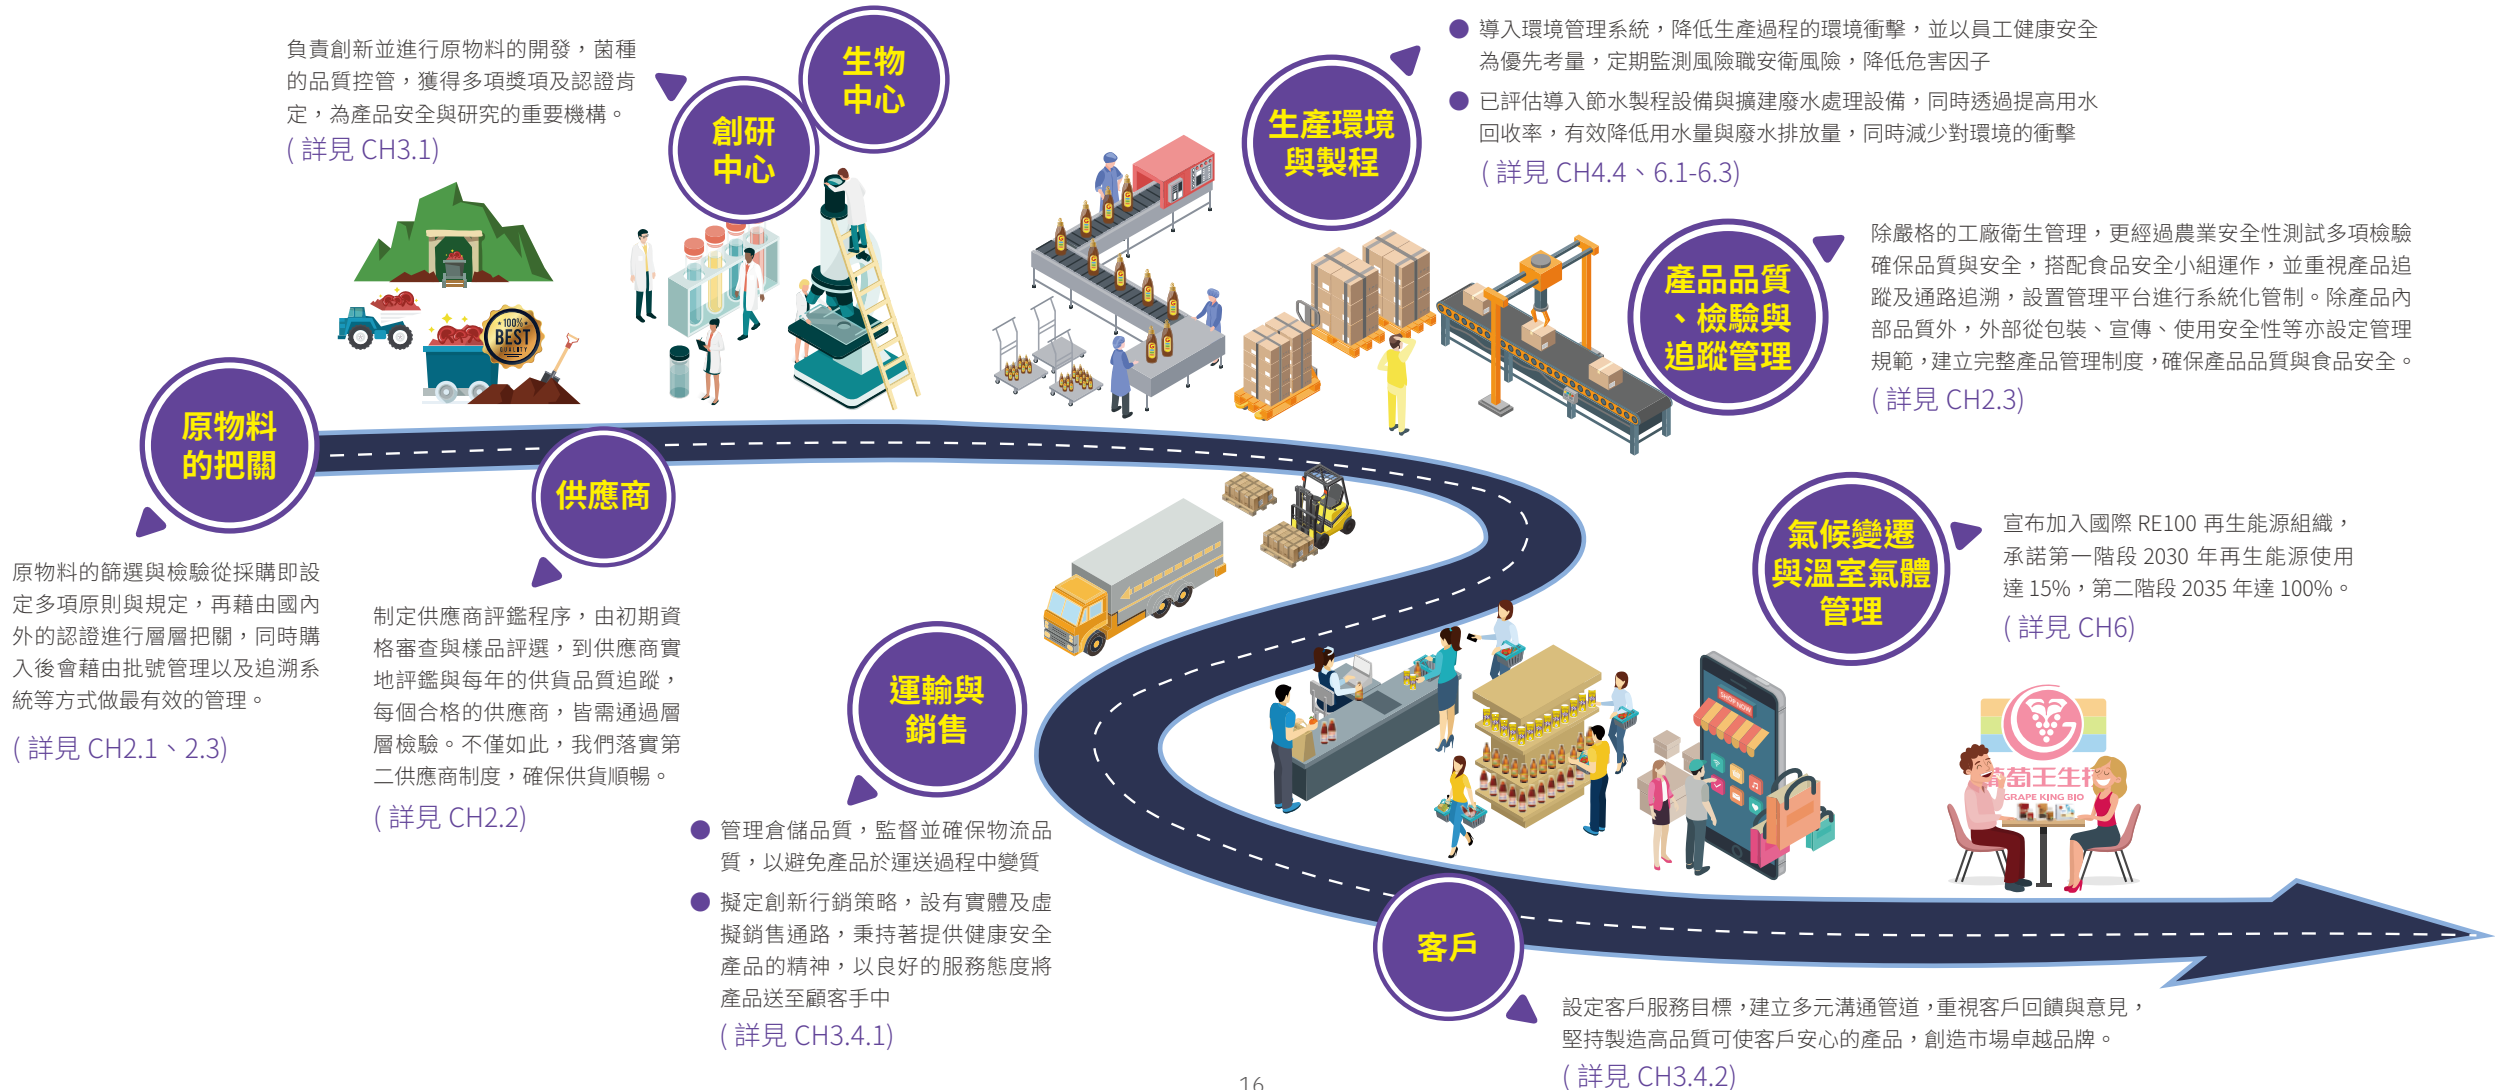 負責創新並進行原物料的開發，菌種
的品質控管，獲得多項獎項及認證肯
定，為產品安全與研究的重要機構。
( 詳見 CH3.1)
創研
中心
生物
中心
生產環境
與製程
導入環境管理系統，降低生產過程的環境衝擊，並以員工健康安全
為優先考量，定期監測風險職安衛風險，降低危害因子
已評估導入節水製程設備與擴建廢水處理設備，同時透過提高用水
回收率，有效降低用水量與廢水排放量，同時減少對環境的衝擊
( 詳見 CH4.4、6.1-6.3)
產品品質
、檢驗與
追蹤管理
除嚴格的工廠衛生管理，更經過農業安全性測試多項檢驗
確保品質與安全，搭配食品安全小組運作，並重視產品追
蹤及通路追溯，設置管理平台進行系統化管制。除產品內
部品質外，外部從包裝、宣傳、使用安全性等亦設定管理
規範，建立完整產品管理制度，確保產品品質與食品安全。
( 詳見 CH2.3)
100%
BEST
QUALITY
原物料
的把關
原物料的篩選與檢驗從採購即設
定多項原則與規定，再藉由國內
外的認證進行層層把關，同時購
入後會藉由批號管理以及追溯系
統等方式做最有效的管理。
( 詳見 CH2.1、2.3)
供應商
制定供應商評鑑程序，由初期資
格審查與樣品評選，到供應商實
地評鑑與每年的供貨品質追蹤，
每個合格的供應商，皆需通過層
層檢驗。不僅如此，我們落實第
二供應商制度，確保供貨順暢。
( 詳見 CH2.2)
運輸與
銷售
管理倉儲品質，監督並確保物流品
質，以避免產品於運送過程中變質
擬定創新行銷策略，設有實體及虛
擬銷售通路，秉持著提供健康安全
產品的精神，以良好的服務態度將
產品送至顧客手中
( 詳見 CH3.4.1)
氣候變遷
與溫室氣體
管理
宣布加入國際 RE100 再生能源組織，
承諾第一階段 2030 年再生能源使用
達 15%，第二階段 2035 年達 100%。
( 詳見 CH6)
SHOP NOW
葡萄王生技
GRAPE KING BIO
客戶
設定客戶服務目標，建立多元溝通管道，重視客戶回饋與意見，
堅持製造高品質可使客戶安心的產品，創造市場卓越品牌。
( 詳見 CH3.4.2)
16